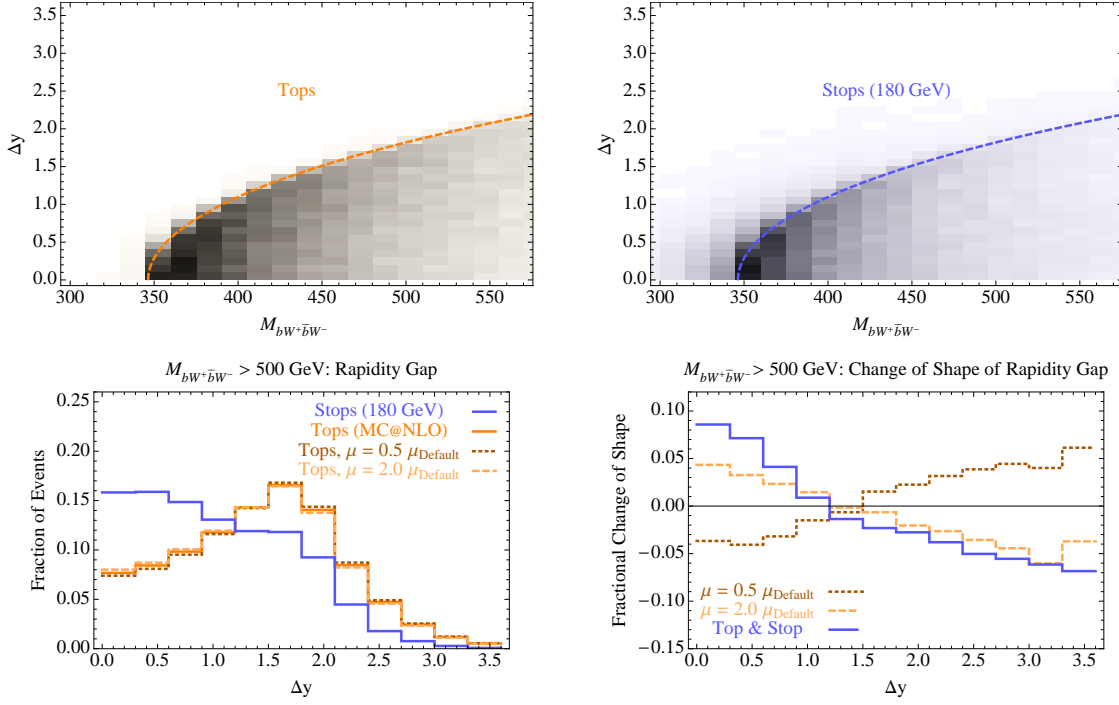 3.5
3.0
2.5
2.0
1.5
1.0
0.5
0.0
Δy
Tops
300 350 400 450 500 550
M_{bW⁺b̅W⁻}
3.5
3.0
2.5
2.0
1.5
1.0
0.5
0.0
Δy
Stops (180 GeV)
300 350 400 450 500 550
M_{bW⁺b̅W⁻}
M_{bW⁺b̅W⁻} > 500 GeV: Rapidity Gap
0.25
0.20
0.15
0.10
0.05
0.00
Fraction of Events
Stops (180 GeV)
Tops (MC@NLO)
Tops, μ = 0.5 μ_{Default}
Tops, μ = 2.0 μ_{Default}
0.0 0.5 1.0 1.5 2.0 2.5 3.0 3.5
Δy
M_{bW⁺b̅W⁻} > 500 GeV: Change of Shape of Rapidity Gap
0.10
0.05
0.00
−0.05
−0.10
−0.15
Fractional Change of Shape
μ = 0.5 μ_{Default}
μ = 2.0 μ_{Default}
Top & Stop
0.0 0.5 1.0 1.5 2.0 2.5 3.0 3.5
Δy